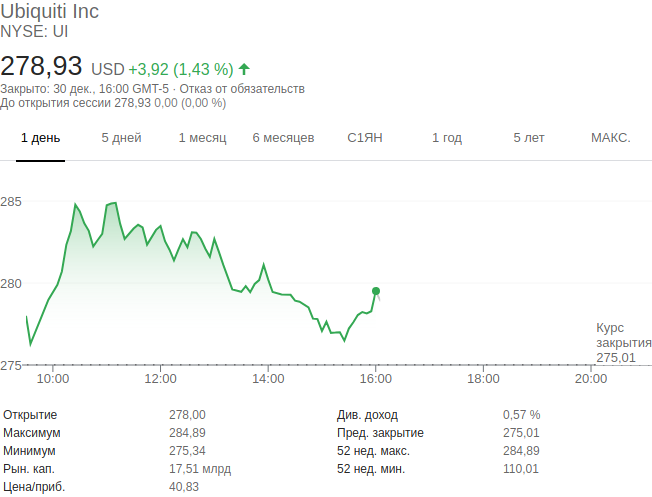 Ubiquiti Inc
NYSE: UI
278,93 USD +3,92 (1,43 %)
Закрыто: 30 дек., 16:00 GMT-5 · Отказ от обязательств
До открытия сессии 278,93 0,00 (0,00 %)
1 день 5 дней 1 месяц 6 месяцев С1ЯН 1 год 5 лет МАКС.
285
280
Курс
закрытия
275,01
275
10:00 12:00 14:00 16:00 18:00 20:00
Открытие 278,00 Див. доход 0,57 %
Максимум 284,89 Пред. закрытие 275,01
Минимум 275,34 52 нед. макс. 284,89
Рын. кап. 17,51 млрд 52 нед. мин. 110,01
Цена/приб. 40,83